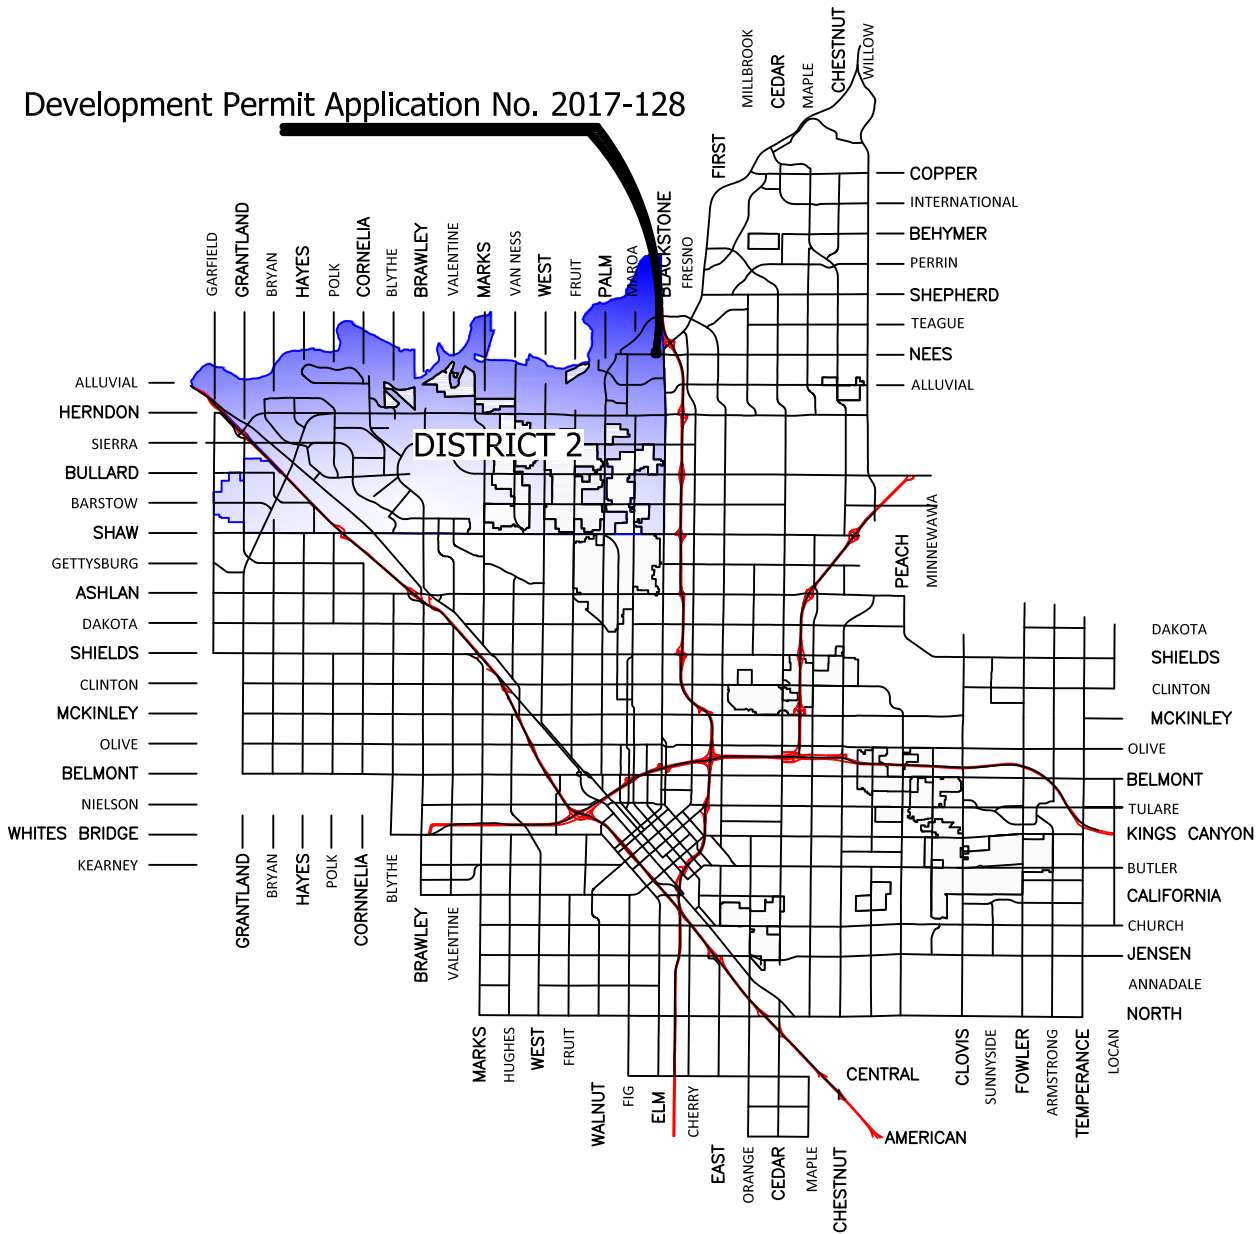 Development Permit Application No. 2017-128
MILLBROOK
CEDAR
MAPLE
CHESTNUT
WILLOW
FIRST
COPPER
INTERNATIONAL
BEHYMER
PERRIN
SHEPHERD
TEAGUE
NEES
ALLUVIAL
GARFIELD
GRANTLAND
BRYAN
HAYES
POLK
CORNELIA
BLYTHE
BRAWLEY
VALENTINE
MARKS
VAN NESS
WEST
FRUIT
PALM
MAROA
BLACKSTONE
FRESNO
ALLUVIAL
HERNDON
SIERRA
BULLARD
BARSTOW
SHAW
GETTYSBURG
ASHLAN
DAKOTA
SHIELDS
CLINTON
MCKINLEY
OLIVE
BELMONT
NIELSON
WHITES BRIDGE
KEARNEY
DISTRICT 2
PEACH
MINNEWAWA
DAKOTA
SHIELDS
CLINTON
MCKINLEY
OLIVE
BELMONT
TULARE
KINGS CANYON
BUTLER
CALIFORNIA
CHURCH
JENSEN
ANNADALE
NORTH
GRANTLAND
BRYAN
HAYES
POLK
CORNNELIA
BLYTHE
BRAWLEY
VALENTINE
MARKS
HUGHES
WEST
FRUIT
WALNUT
FIG
ELM
CHERRY
EAST
ORANGE
CEDAR
MAPLE
CHESTNUT
CENTRAL
AMERICAN
CLOVIS
SUNNYSIDE
FOWLER
ARMSTRONG
TEMPERANCE
LOCAN